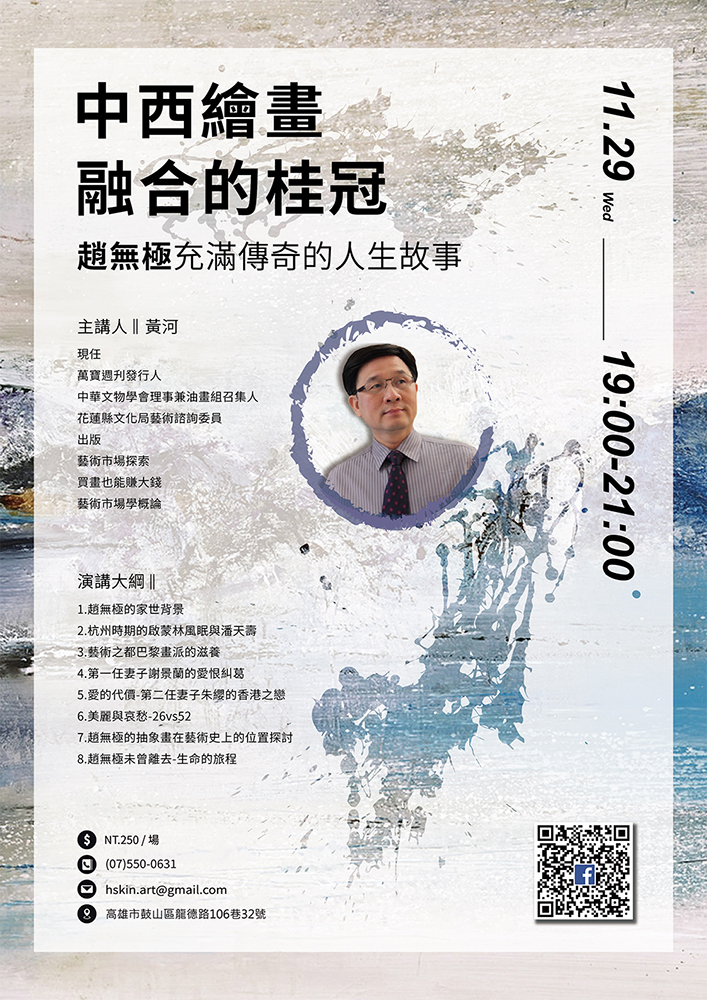 中西繪畫
融合的桂冠
趙無極充滿傳奇的人生故事
11.29 Wed
19:00-21:00
主講人‖黃河
現任
萬寶週刊發行人
中華文物學會理事兼油畫組召集人
花蓮縣文化局藝術諮詢委員
出版
藝術市場探索
買畫也能賺大錢
藝術市場學概論
演講大綱‖
1.趙無極的家世背景
2.杭州時期的啟蒙林風眠與潘天壽
3.藝術之都巴黎畫派的滋養
4.第一任妻子謝景蘭的愛恨糾葛
5.愛的代價-第二任妻子朱纓的香港之戀
6.美麗與哀愁-26vs52
7.趙無極的抽象畫在藝術史上的位置探討
8.趙無極未曾離去-生命的旅程
NT.250 / 場
(07)550-0631
hskin.art@gmail.com
高雄市鼓山區龍德路106巷32號